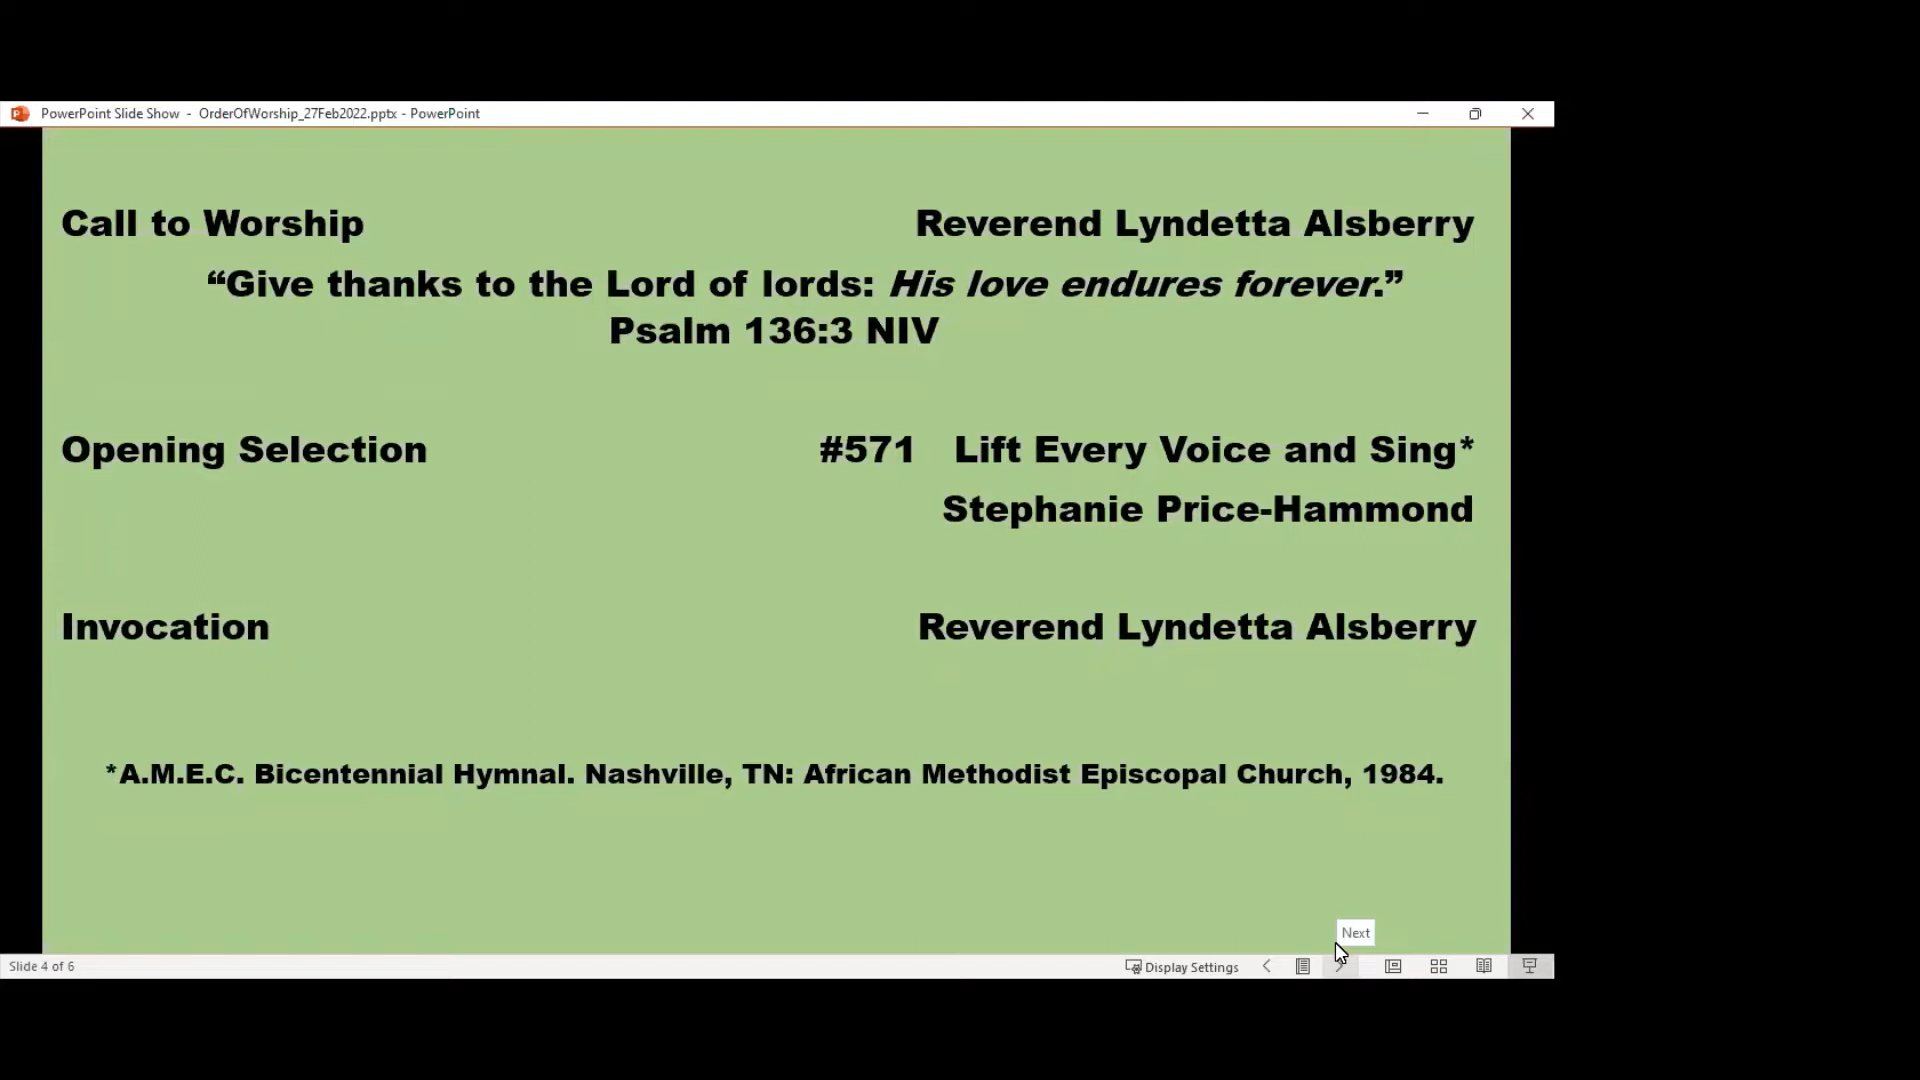 PowerPoint Slide Show - OrderOfWorship_27Feb2022.pptx - PowerPoint
Call to Worship Reverend Lyndetta Alsberry
“Give thanks to the Lord of lords: His love endures forever.”
Psalm 136:3 NIV
Opening Selection #571 Lift Every Voice and Sing*
Stephanie Price-Hammond
Invocation Reverend Lyndetta Alsberry
*A.M.E.C. Bicentennial Hymnal. Nashville, TN: African Methodist Episcopal Church, 1984.
Next
Slide 4 of 6 Display Settings